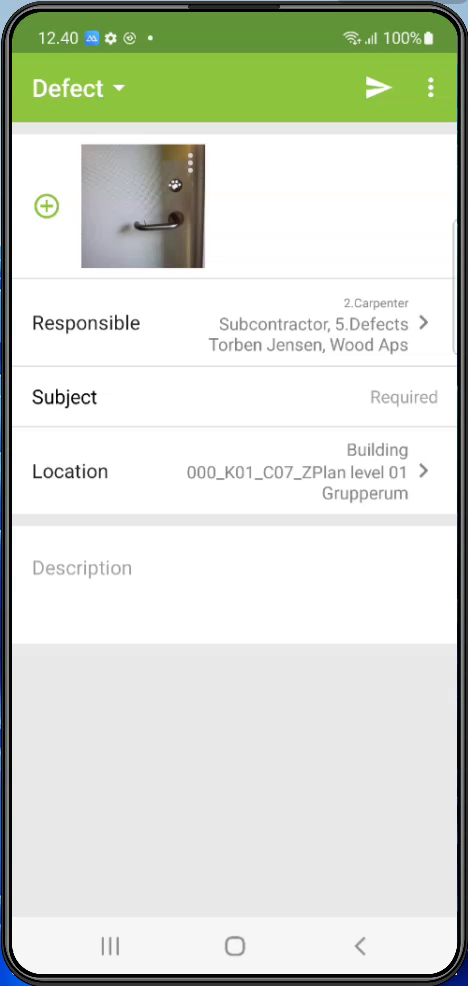 12.40
100%
Defect
2.Carpenter
Responsible
Subcontractor, 5.Defects
Torben Jensen, Wood Aps
Subject
Required
Building
Location
000_K01_C07_ZPlan level 01
Grupperum
Description